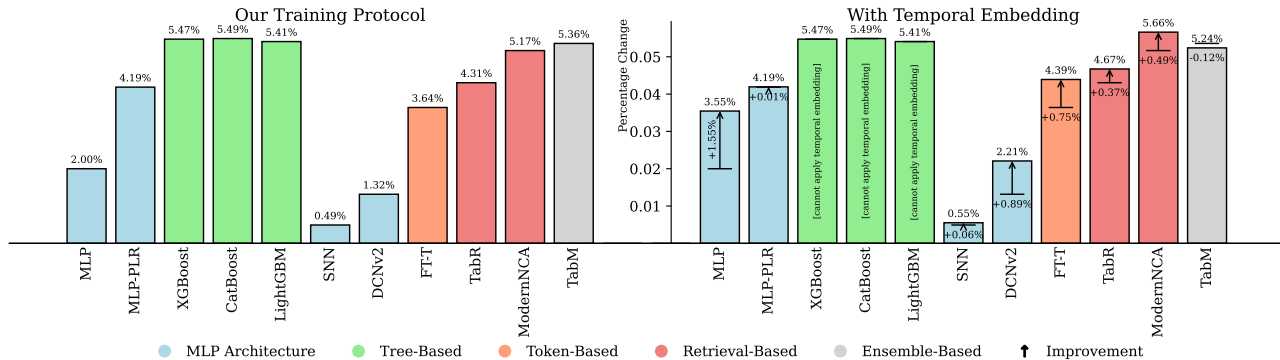 Our Training Protocol
2.00%
4.19%
5.47%
5.49%
5.41%
0.49%
1.32%
3.64%
4.31%
5.17%
5.36%
MLP
MLP-PLR
XGBoost
CatBoost
LightGBM
SNN
DCNv2
FT-T
TabR
ModernNCA
TabM
With Temporal Embedding
Percentage Change
0.05
0.04
0.03
0.02
0.01
3.55%
+1.55%
4.19%
+0.01%
5.47%
[cannot apply temporal embedding]
5.49%
[cannot apply temporal embedding]
5.41%
[cannot apply temporal embedding]
0.55%
+0.06%
2.21%
+0.89%
4.39%
+0.75%
4.67%
+0.37%
5.66%
+0.49%
5.24%
-0.12%
MLP
MLP-PLR
XGBoost
CatBoost
LightGBM
SNN
DCNv2
FT-T
TabR
ModernNCA
TabM
MLP Architecture
Tree-Based
Token-Based
Retrieval-Based
Ensemble-Based
Improvement